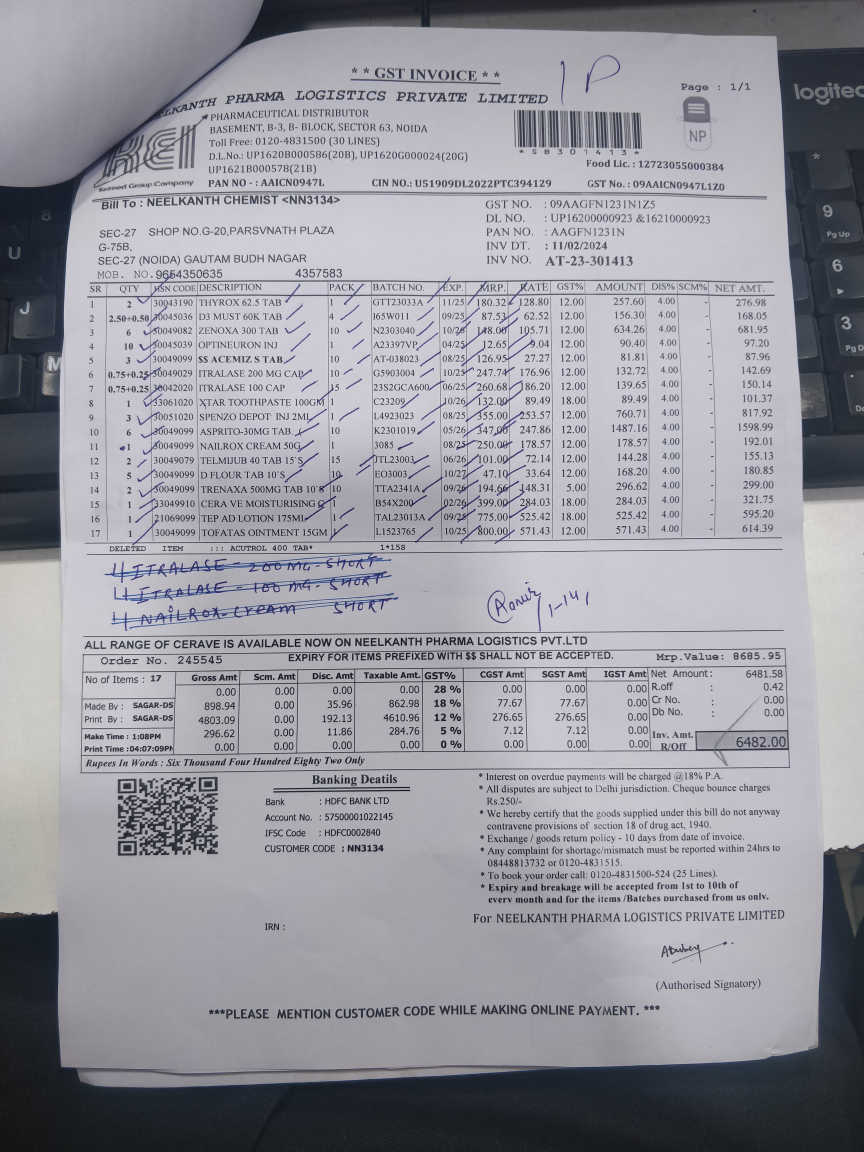 ** GST INVOICE **
1 P
Page : 1/1
NEELKANTH PHARMA LOGISTICS PRIVATE LIMITED
PHARMACEUTICAL DISTRIBUTOR
BASEMENT, B-3, B- BLOCK, SECTOR 63, NOIDA
Toll Free: 0120-4831500 (30 LINES)
D.L.No.: UP1620B000586(20B), UP1620G000024(20G)
UP1621B000578(21B)
PAN NO - : AAICN0947L CIN NO.: U51909DL2022PTC394129 GST No. : 09AAICN0947L1Z0
REL
Reimed Group Company
*SB301413*
NP
Food Lic. : 12723055000384
Bill To : NEELKANTH CHEMIST <NN3134>
SEC-27 SHOP NO.G-20,PARSVNATH PLAZA
G-75B,
SEC-27 (NOIDA) GAUTAM BUDH NAGAR
MOB. NO. 9654350635 4357583
GST NO. : 09AAGFN1231N1Z5
DL NO. : UP16200000923 &16210000923
PAN NO. : AAGFN1231N
INV DT. : 11/02/2024
INV NO. AT-23-301413
SR QTY HSN CODE DESCRIPTION PACK BATCH NO. EXP. MRP. RATE GST% AMOUNT DIS% SCM% NET AMT.
1 2 30043190 THYROX 62.5 TAB 1 GTT23033A 11/25 180.32 128.80 12.00 257.60 4.00 - 276.98
2 2.50+0.50 30045036 D3 MUST 60K TAB 4 I65W011 09/25 87.53 62.52 12.00 156.30 4.00 - 168.05
3 6 30049082 ZENOXA 300 TAB 10 N2303040 10/26 148.00 105.71 12.00 634.26 4.00 - 681.95
4 10 30045039 OPTINEURON INJ 1 A23397VP 04/25 12.65 9.04 12.00 90.40 4.00 - 97.20
5 3 30049099 $$ ACEMIZ S TAB 10 AT-038023 08/25 126.95 27.27 12.00 81.81 4.00 - 87.96
6 0.75+0.25 30049029 ITRALASE 200 MG CAP 10 G5903004 10/25 247.74 176.96 12.00 132.72 4.00 - 142.69
7 0.75+0.25 30042020 ITRALASE 100 CAP 15 23S2GCA600 06/25 260.68 186.20 12.00 139.65 4.00 - 150.14
8 1 33061020 XTAR TOOTHPASTE 100GM 1 C23209 10/26 132.00 89.49 18.00 89.49 4.00 - 101.37
9 3 30051020 SPENZO DEPOT INJ 2ML 1 L4923023 08/25 355.00 253.57 12.00 760.71 4.00 - 817.92
10 6 30049099 ASPRITO-30MG TAB. 10 K2301019 05/26 347.00 247.86 12.00 1487.16 4.00 - 1598.99
11 1 30049099 NAILROX CREAM 50G 1 3085 08/25 250.00 178.57 12.00 178.57 4.00 - 192.01
12 2 30049079 TELMIJUB 40 TAB 15`S 15 JTL23003 06/26 101.00 72.14 12.00 144.28 4.00 - 155.13
13 5 30049099 D FLOUR TAB 10`S 10 EO3003 10/27 47.10 33.64 12.00 168.20 4.00 - 180.85
14 2 30049099 TRENAXA 500MG TAB 10`S 10 TTA2341A 09/26 194.66 148.31 5.00 296.62 4.00 - 299.00
15 1 33049910 CERA VE MOISTURISING C 1 B54X200 02/26 399.00 284.03 18.00 284.03 4.00 - 321.75
16 1 21069099 TEP AD LOTION 175ML 1 TAL23013A 09/25 775.00 525.42 18.00 525.42 4.00 - 595.20
17 1 30049099 TOFATAS OINTMENT 15GM 1 L1523765 10/25 800.00 571.43 12.00 571.43 4.00 - 614.39
DELETED ITEM ::: ACUTROL 400 TAB* 1*15S
ITRALASE - 200 MG - SHORT
ITRALASE - 100 MG - SHORT
NAILROX CREAM SHORT
ALL RANGE OF CERAVE IS AVAILABLE NOW ON NEELKANTH PHARMA LOGISTICS PVT.LTD
Order No. 245545 EXPIRY FOR ITEMS PREFIXED WITH $$ SHALL NOT BE ACCEPTED. Mrp.Value: 8685.95
No of Items : 17 Gross Amt Scm. Amt Disc. Amt Taxable Amt. GST% CGST Amt SGST Amt IGST Amt Net Amount: 6481.58
0.00 0.00 0.00 0.00 28 % 0.00 0.00 0.00 R.off : 0.42
Made By : SAGAR-DS 898.94 0.00 35.96 862.98 18 % 77.67 77.67 0.00 Cr No. : 0.00
Print By : SAGAR-DS 4803.09 0.00 192.13 4610.96 12 % 276.65 276.65 0.00 Db No. : 0.00
Make Time : 1:08PM 296.62 0.00 11.86 284.76 5 % 7.12 7.12 0.00 Inv. Amt.
Print Time :04:07:09PM 0.00 0.00 0.00 0.00 0 % 0.00 0.00 0.00 R/Off 6482.00
Rupees In Words : Six Thousand Four Hundred Eighty Two Only
Banking Deatils
Bank : HDFC BANK LTD
Account No. : 57500001022145
IFSC Code : HDFC0002840
CUSTOMER CODE : NN3134
* Interest on overdue payments will be charged @18% P.A.
* All disputes are subject to Delhi jurisdiction. Cheque bounce charges
Rs.250/-
* We hereby certify that the goods supplied under this bill do not anyway
contravene provisions of section 18 of drug act, 1940.
* Exchange / goods return policy - 10 days from date of invoice.
* Any complaint for shortage/mismatch must be reported within 24hrs to
08448813732 or 0120-4831515.
* To book your order call: 0120-4831500-524 (25 Lines).
* Expiry and breakage will be accepted from 1st to 10th of
every month and for the items /Batches purchased from us only.
IRN :
For NEELKANTH PHARMA LOGISTICS PRIVATE LIMITED
ADubey
(Authorised Signatory)
***PLEASE MENTION CUSTOMER CODE WHILE MAKING ONLINE PAYMENT. ***
logitec
9
Pg Up
6
3
Pg D
U
J
M